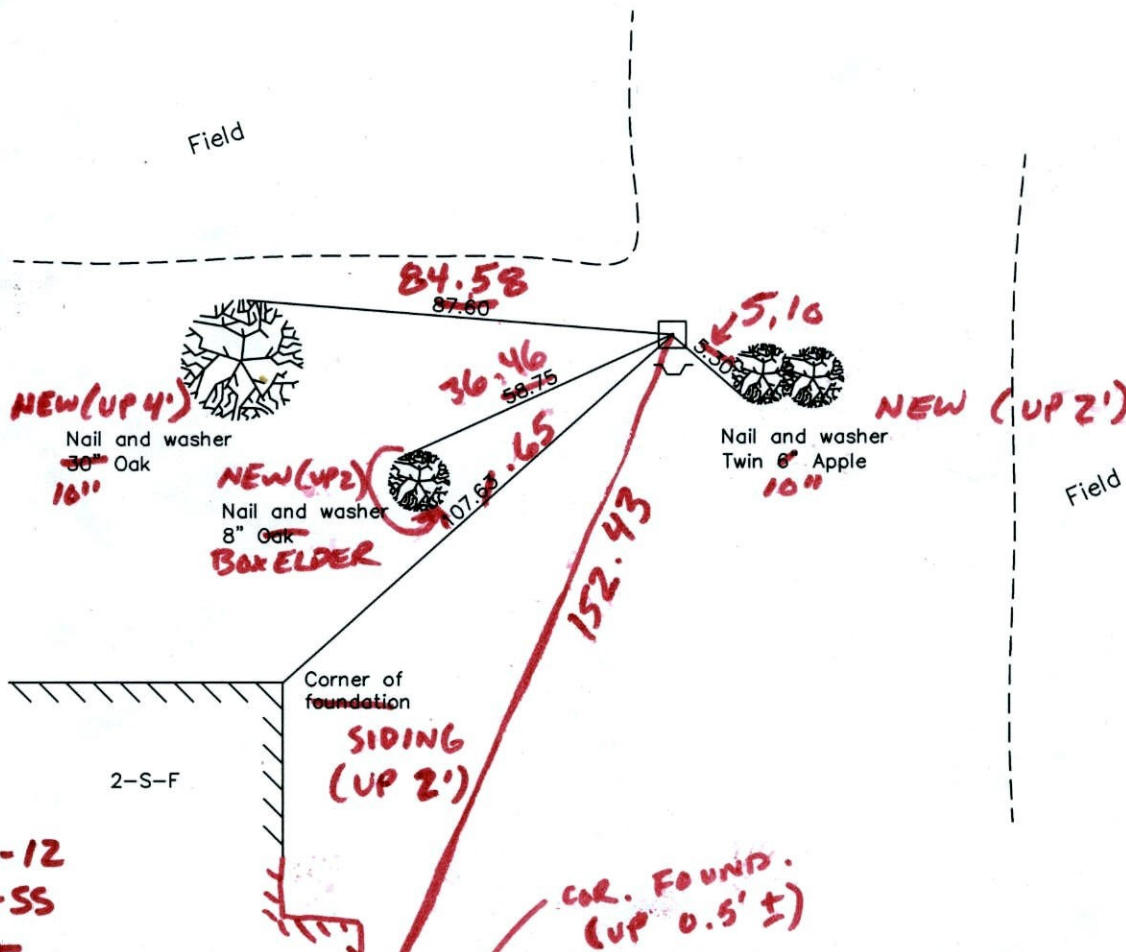 Field
84.58
87.60
5.10
5.30
36.46
58.75
NEW (UP 4')
Nail and washer
30" Oak
10"
NEW (UP 2)
Nail and washer
8" Oak
BOX ELDER
107.63
.65
NEW (UP 2')
Nail and washer
Twin 6" Apple
10"
Field
152.43
Corner of
foundation
SIDING
(UP 2')
2-S-F
-12
-SS
COR. FOUND.
(UP 0.5' ±)